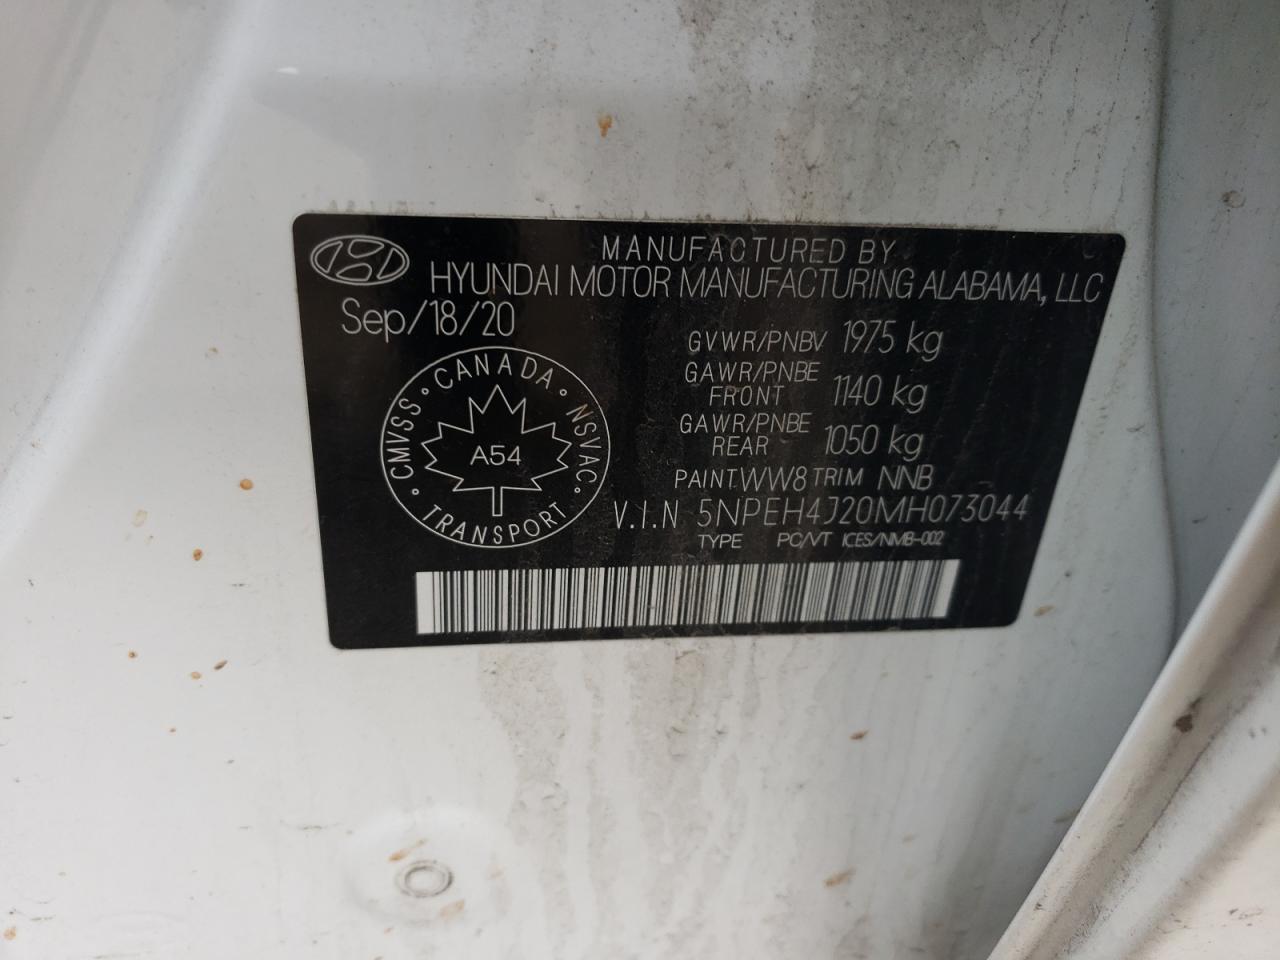 MANUFACTURED BY
HYUNDAI MOTOR MANUFACTURING ALABAMA, LLC
Sep/18/20
GVWR/PNBV 1975 kg
GAWR/PNBE FRONT 1140 kg
GAWR/PNBE REAR 1050 kg
PAINT WW8 TRIM NNB
V.I.N 5NPEH4J20MH073044
TYPE PC/VT ICES/NMB-002
CMVSS · CANADA · NSVAC · TRANSPORT ·
A54